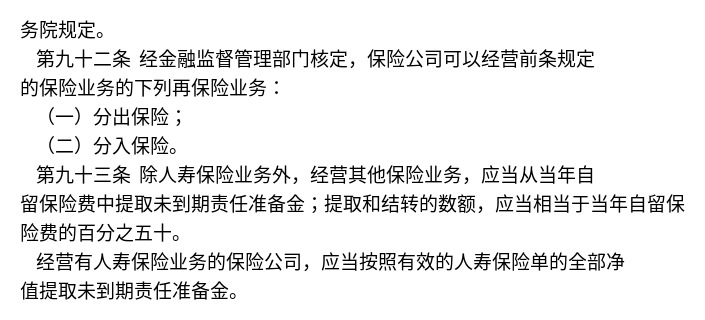 务院规定。
第九十二条 经金融监督管理部门核定，保险公司可以经营前条规定
的保险业务的下列再保险业务：
（一）分出保险；
（二）分入保险。
第九十三条 除人寿保险业务外，经营其他保险业务，应当从当年自
留保险费中提取未到期责任准备金；提取和结转的数额，应当相当于当年自留保
险费的百分之五十。
经营有人寿保险业务的保险公司，应当按照有效的人寿保险单的全部净
值提取未到期责任准备金。